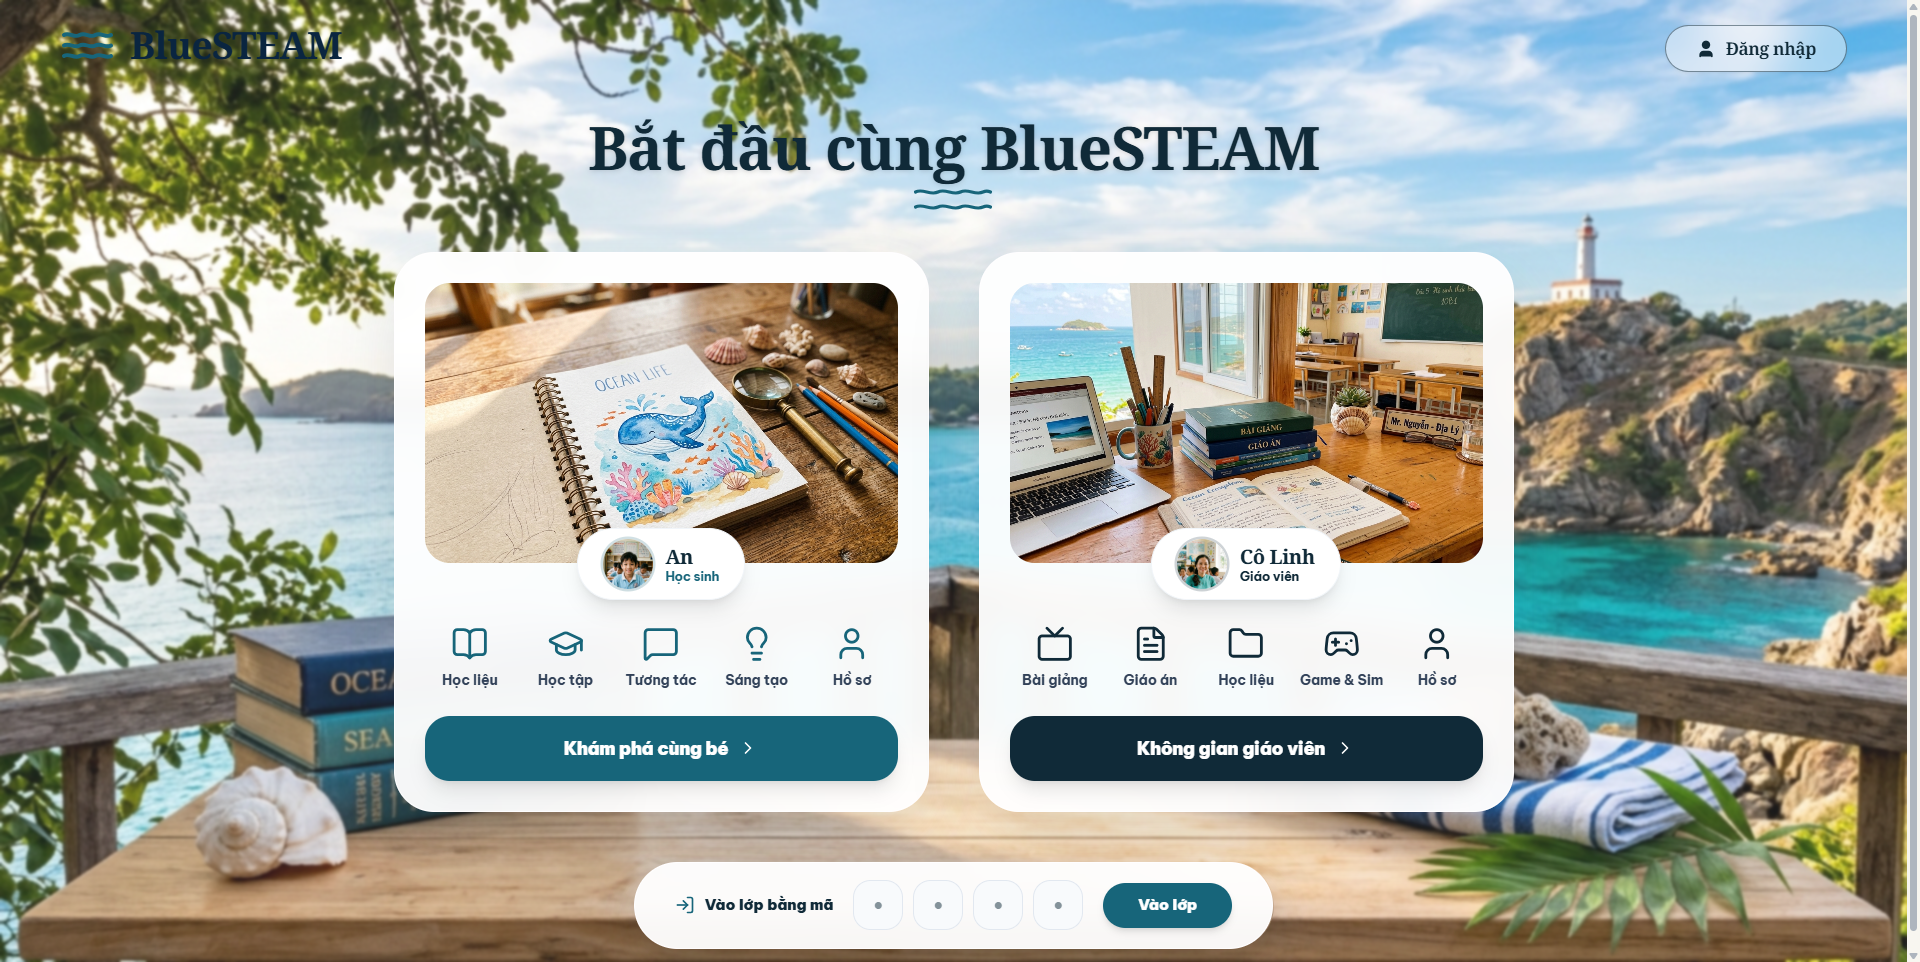 BlueSTEAM
Đăng nhập
Bắt đầu cùng BlueSTEAM
OCEAN LIFE
BÀI GIẢNG
GIÁO ÁN
Mr. Nguyễn - Địa Lý
An
Học sinh
Cô Linh
Giáo viên
Học liệu
Học tập
Tương tác
Sáng tạo
Hồ sơ
Bài giảng
Giáo án
Học liệu
Game & Sim
Hồ sơ
OCEA
SEA
Khám phá cùng bé
Không gian giáo viên
Vào lớp bằng mã
Vào lớp